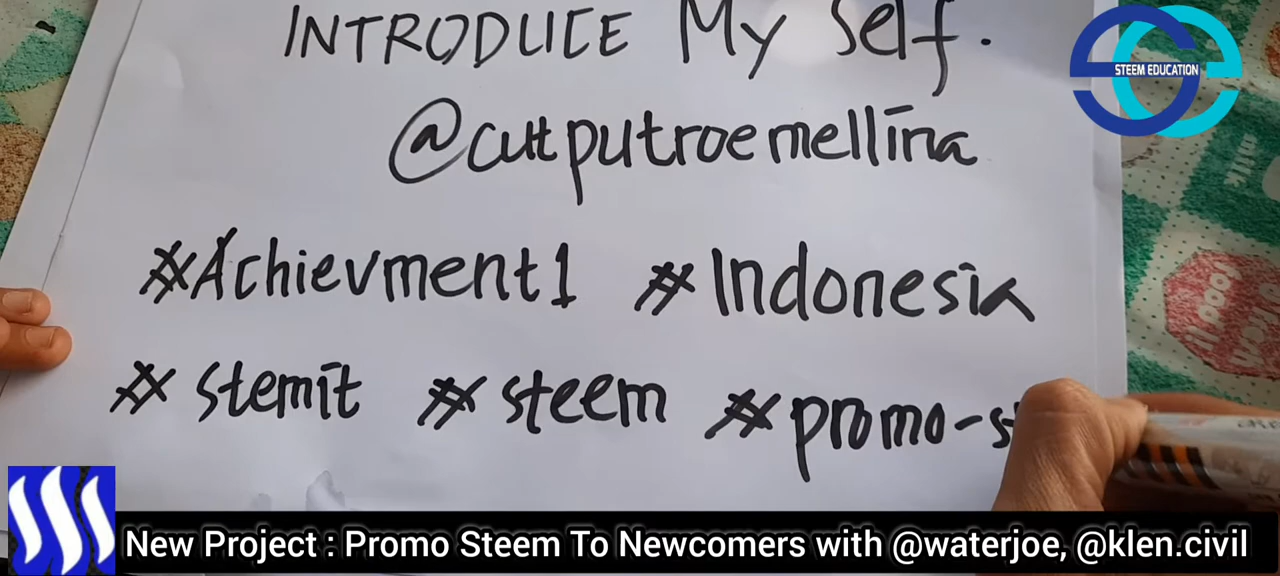 INTRODUCE My Self.
STEEM EDUCATION
@cutputroemellina
#Achievment1 #Indonesia
#stemit #steem #promo-s
New Project : Promo Steem To Newcomers with @waterjoe, @klen.civil